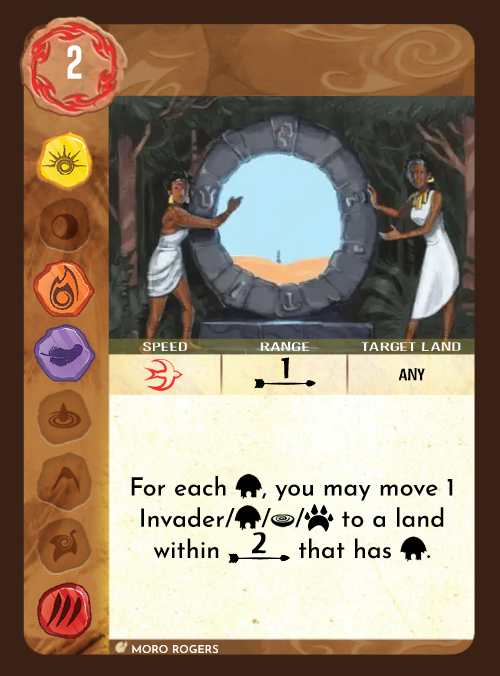 2
SPEED RANGE TARGET LAND
1 ANY
For each , you may move 1
Invader/ / / to a land
within 2 that has .
MORO ROGERS